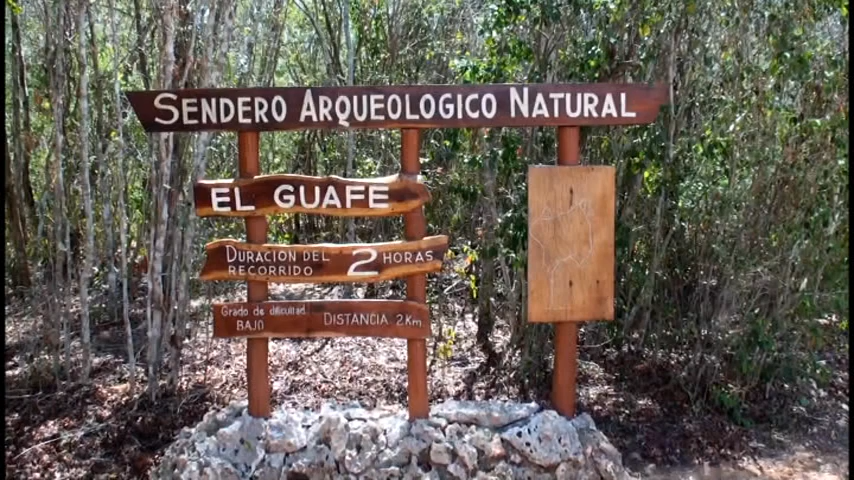 SENDERO ARQUEOLOGICO NATURAL
EL GUAFE
DURACION DEL
RECORRIDO
2 HORAS
Grado de dificultad
BAJO
DISTANCIA 2Km